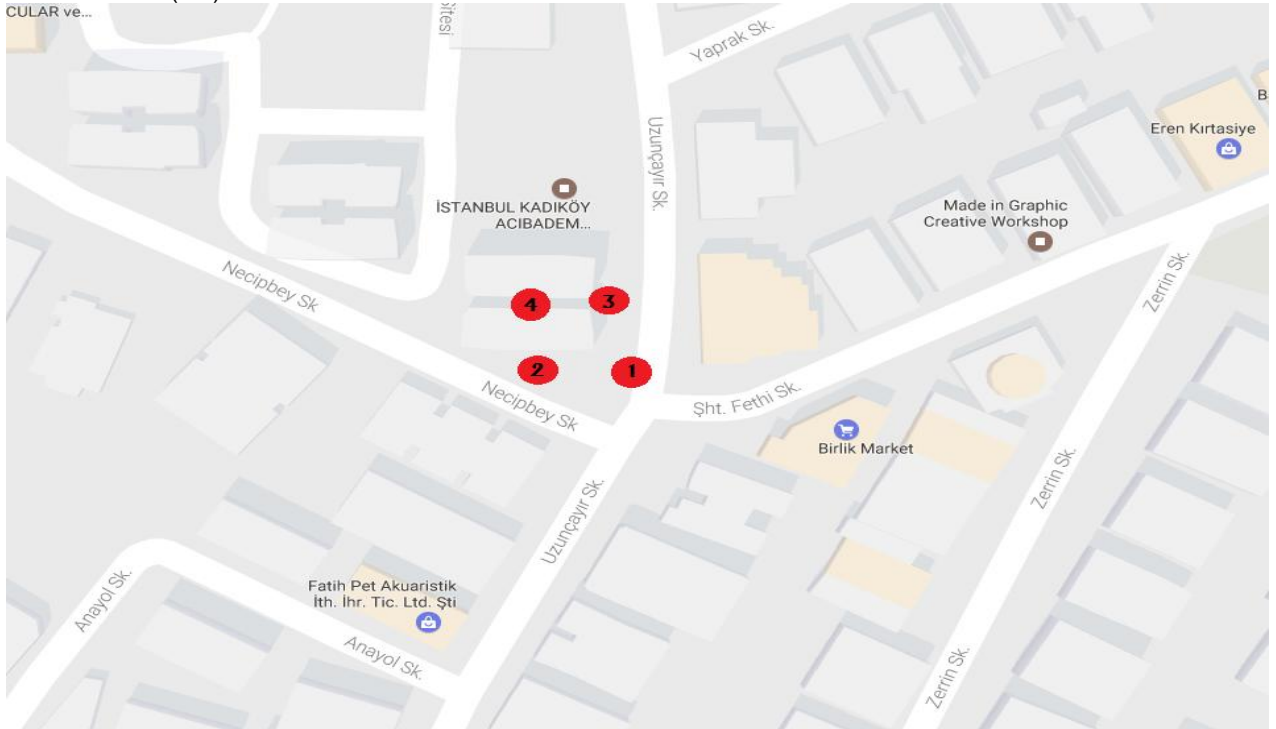 CULAR ve...
Sitesi
Yaprak Sk.
Uzunçayır Sk.
Eren Kırtasiye
İSTANBUL KADIKÖY
ACIBADEM...
Made in Graphic
Creative Workshop
Necipbey Sk
Zerrin Sk.
4
3
2
1
Necipbey Sk
Şht. Fethi Sk.
Birlik Market
Zerrin Sk.
Uzunçayır Sk.
Fatih Pet Akuaristik
İth. İhr. Tic. Ltd. Şti
Anayol Sk.
Anayol Sk.
Zerrin Sk.